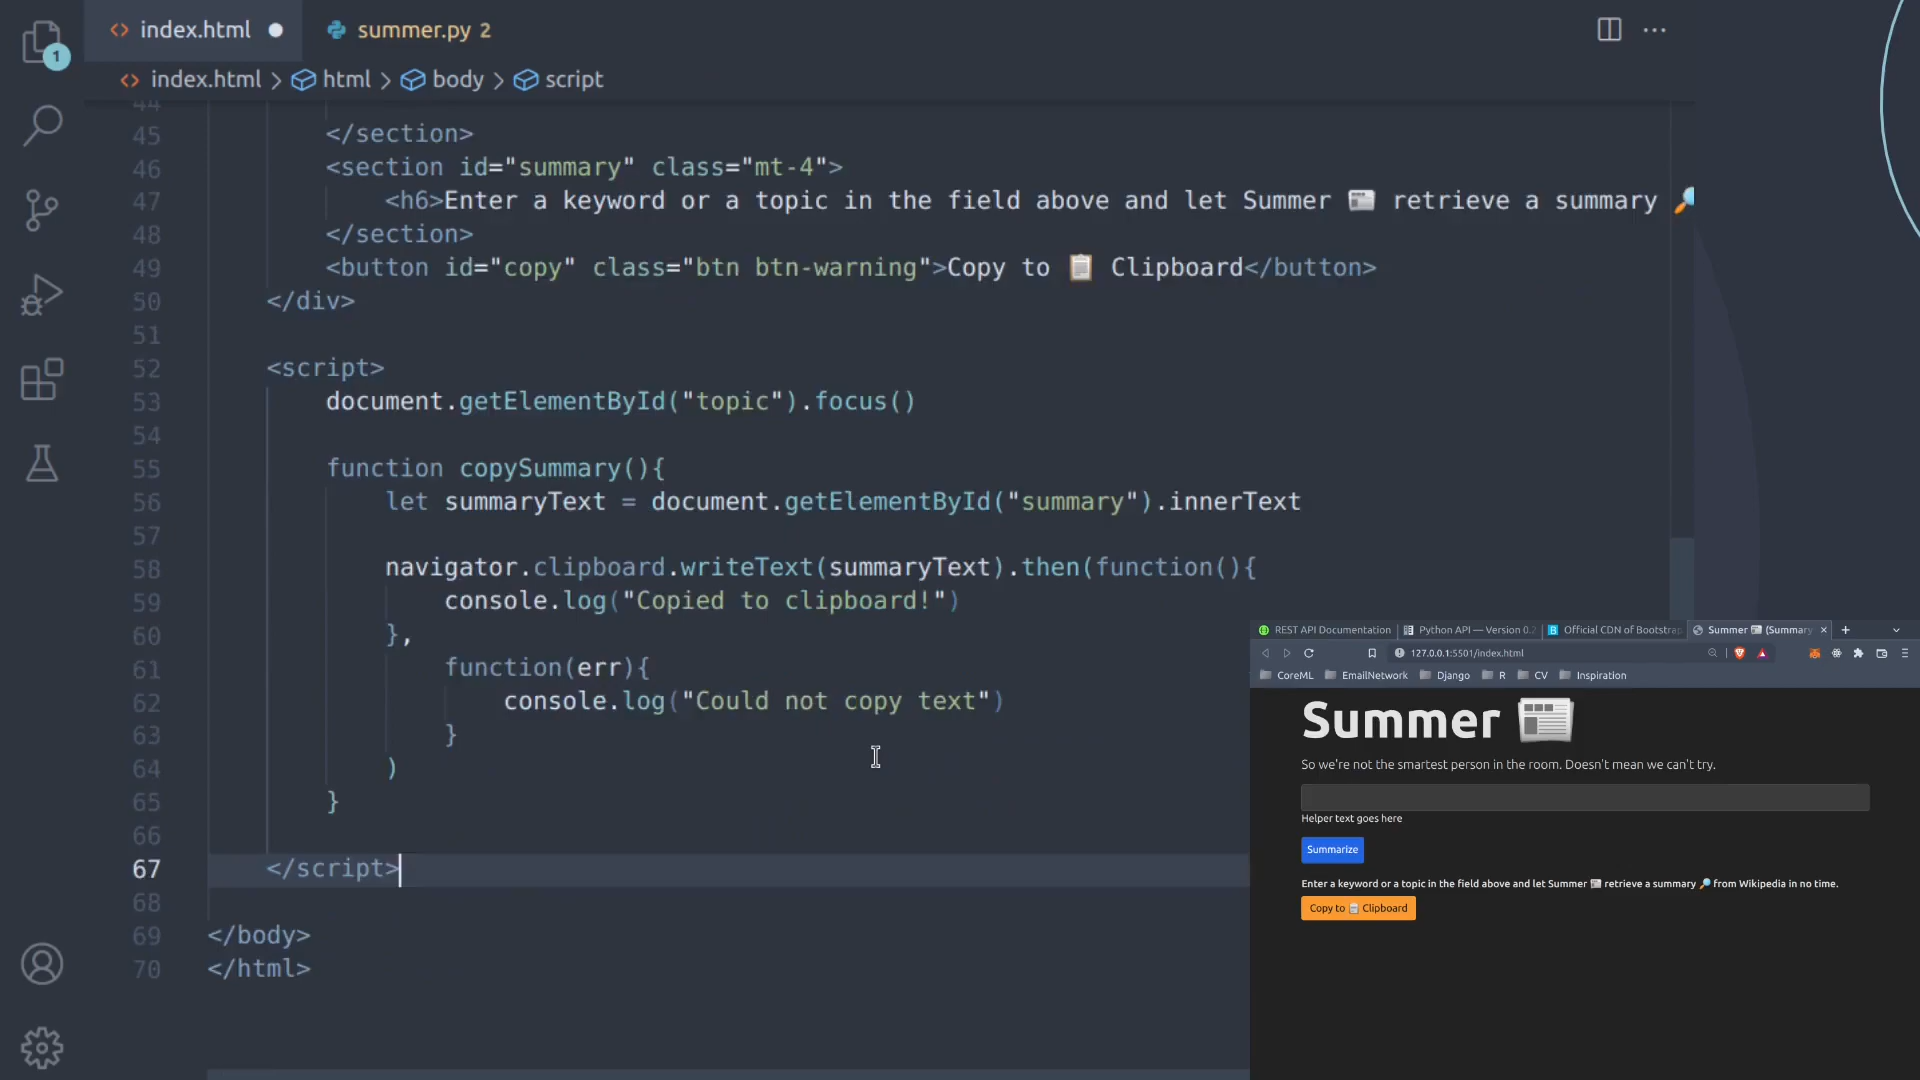 index.html
summer.py 2
1
index.html > html > body > script
44
45 </section>
46 <section id="summary" class="mt-4">
47 <h6>Enter a keyword or a topic in the field above and let Summer 📰 retrieve a summary 🔎
48 </section>
49 <button id="copy" class="btn btn-warning">Copy to 📋 Clipboard</button>
50 </div>
51
52 <script>
53 document.getElementById("topic").focus()
54
55 function copySummary(){
56 let summaryText = document.getElementById("summary").innerText
57
58 navigator.clipboard.writeText(summaryText).then(function(){
59 console.log("Copied to clipboard!")
60 },
61 function(err){
62 console.log("Could not copy text")
63 }
64 )
65 }
66
67 </script>
68
69 </body>
70 </html>
REST API Documentation
Python API — Version 0.2
Official CDN of Bootstrap
Summer 📰 (Summary
127.0.0.1:5501/index.html
CoreML EmailNetwork Django R CV Inspiration
Summer 📰
So we're not the smartest person in the room. Doesn't mean we can't try.
Helper text goes here
Summarize
Enter a keyword or a topic in the field above and let Summer 📰 retrieve a summary 🔎 from Wikipedia in no time.
Copy to 📋 Clipboard